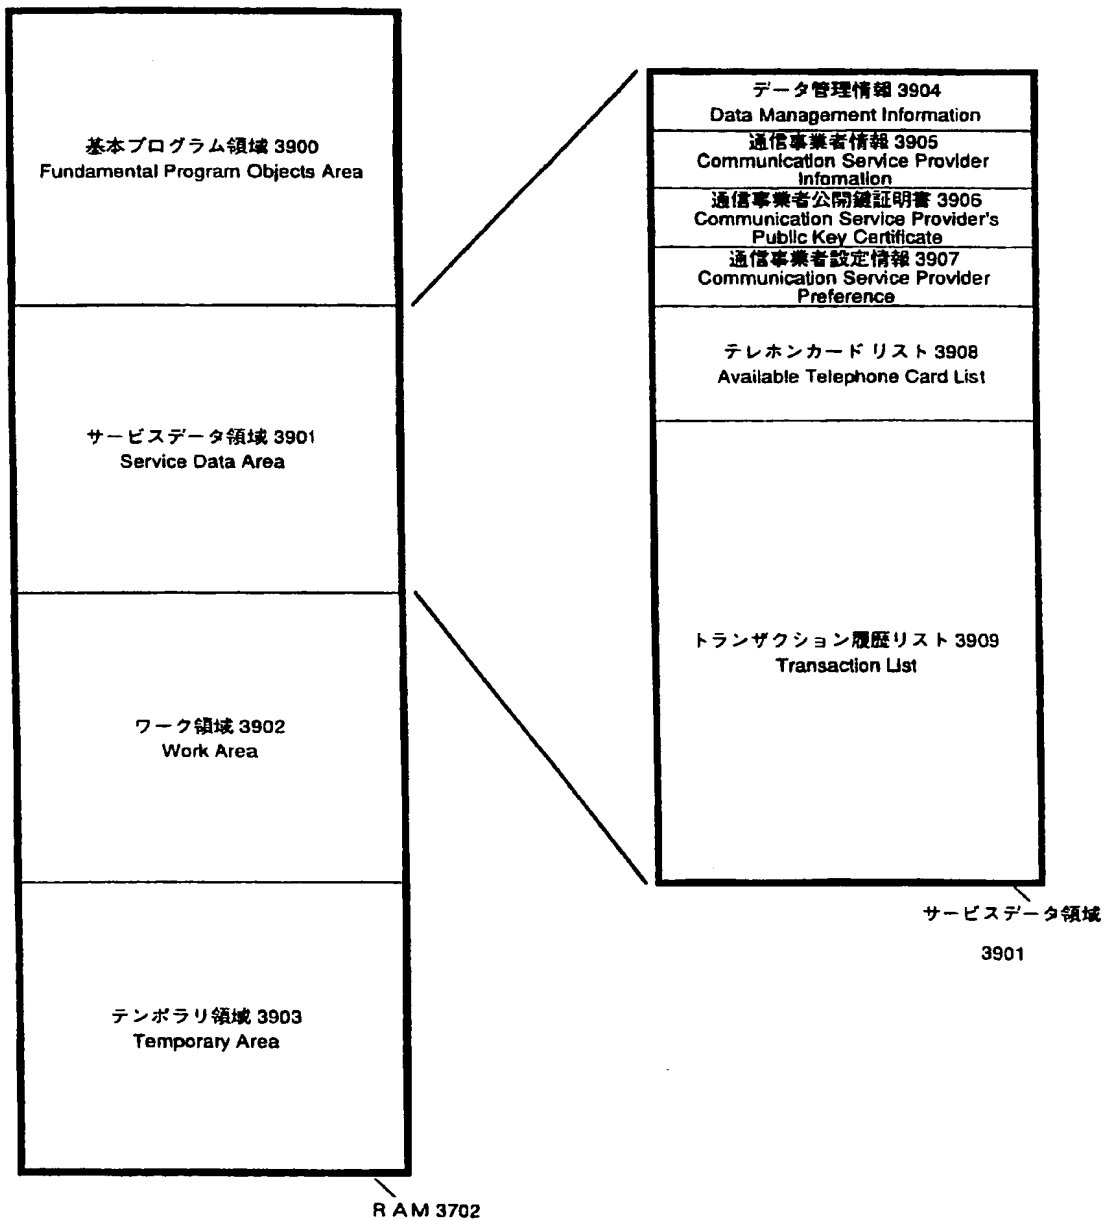 基本プログラム領域 3900
Fundamental Program Objects Area
サービスデータ領域 3901
Service Data Area
ワーク領域 3902
Work Area
テンポラリ領域 3903
Temporary Area
RAM 3702
データ管理情報 3904
Data Management Information
通信事業者情報 3905
Communication Service Provider
Infomation
通信事業者公開鍵証明書 3906
Communication Service Provider's
Public Key Certificate
通信事業者設定情報 3907
Communication Service Provider
Preference
テレホンカード リスト 3908
Available Telephone Card List
トランザクション履歴リスト 3909
Transaction List
サービスデータ領域
3901